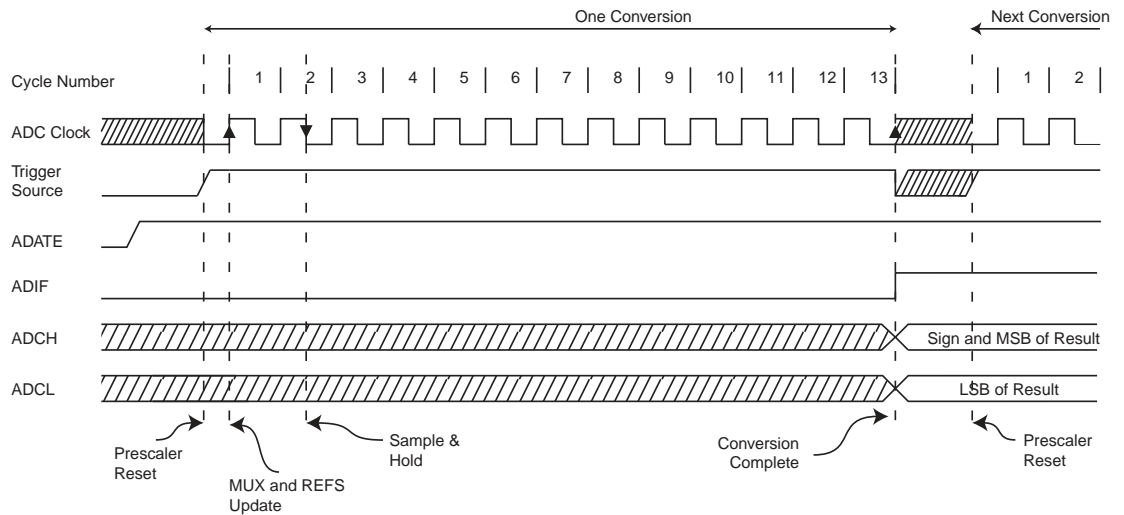 One Conversion
Next Conversion
Cycle Number
1 2 3 4 5 6 7 8 9 10 11 12 13 1 2
ADC Clock
Trigger
Source
ADATE
ADIF
ADCH
Sign and MSB of Result
ADCL
LSB of Result
Prescaler
Reset
MUX and REFS
Update
Sample &
Hold
Conversion
Complete
Prescaler
Reset